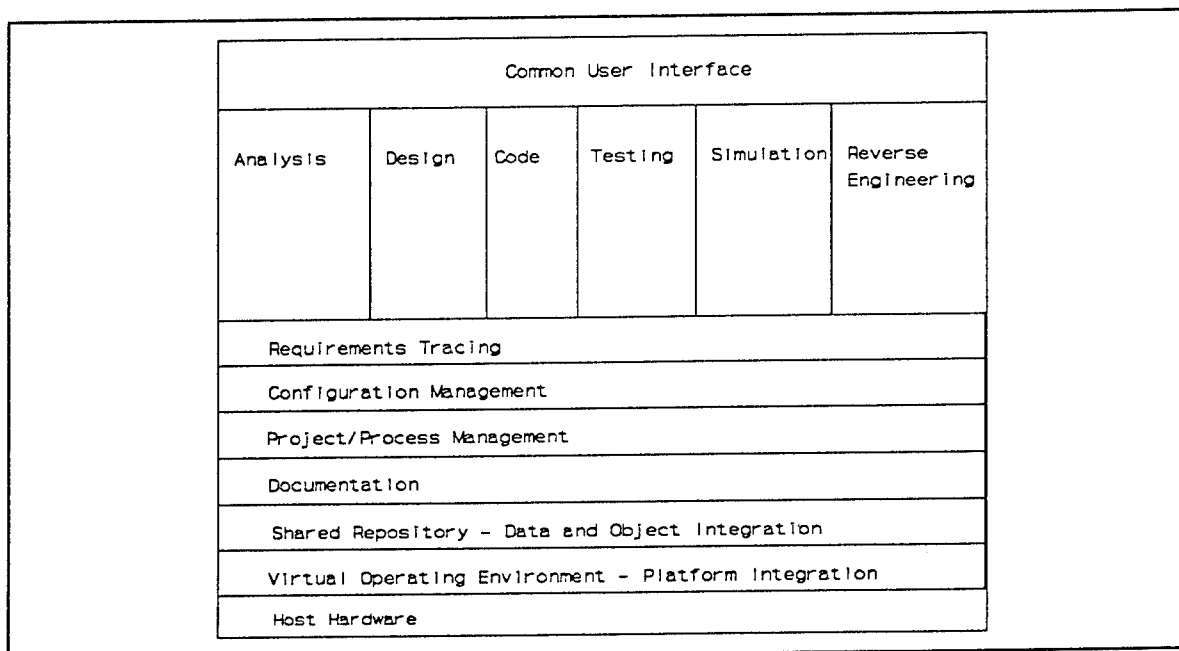 Common User Interface
Analysis
Design
Code
Testing
Simulation
Reverse
Engineering
Requirements Tracing
Configuration Management
Project/Process Management
Documentation
Shared Repository - Data and Object Integration
Virtual Operating Environment - Platform Integration
Host Hardware